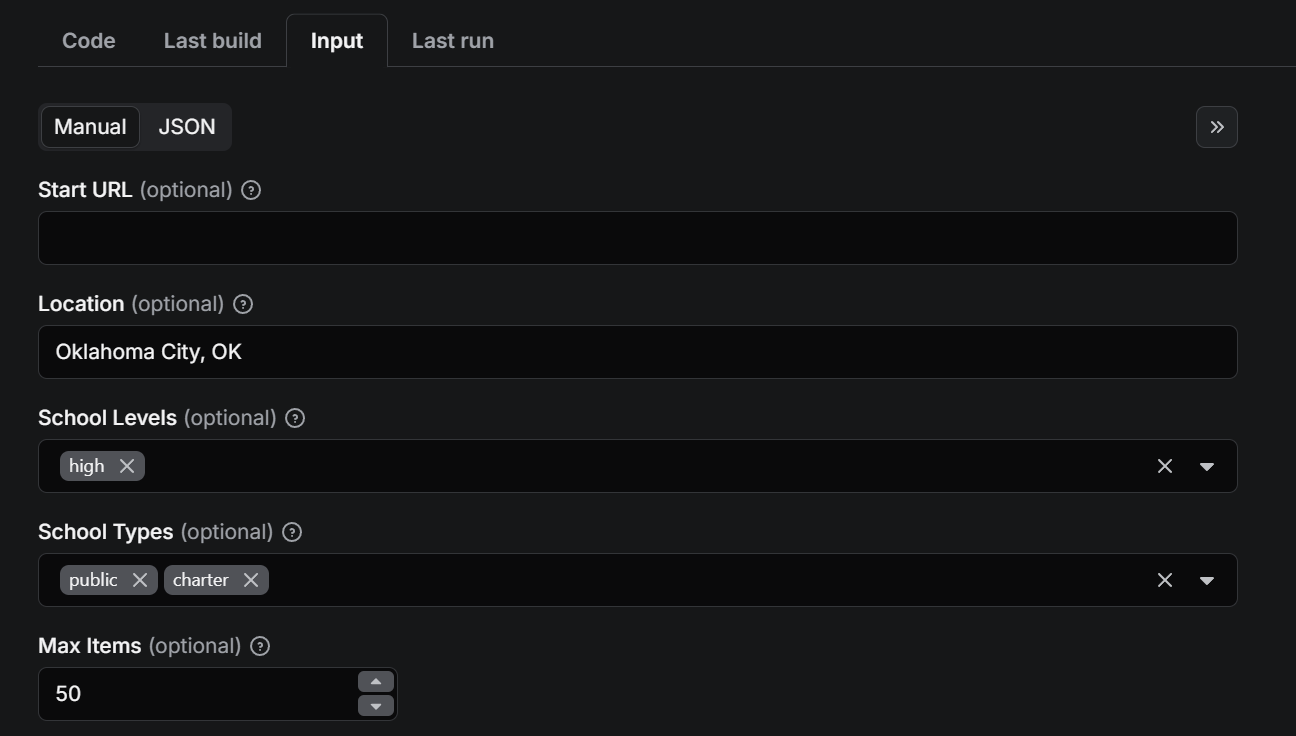 Code Last build Input Last run
Manual JSON
Start URL (optional) ?
Location (optional) ?
Oklahoma City, OK
School Levels (optional) ?
high
School Types (optional) ?
public charter
Max Items (optional) ?
50